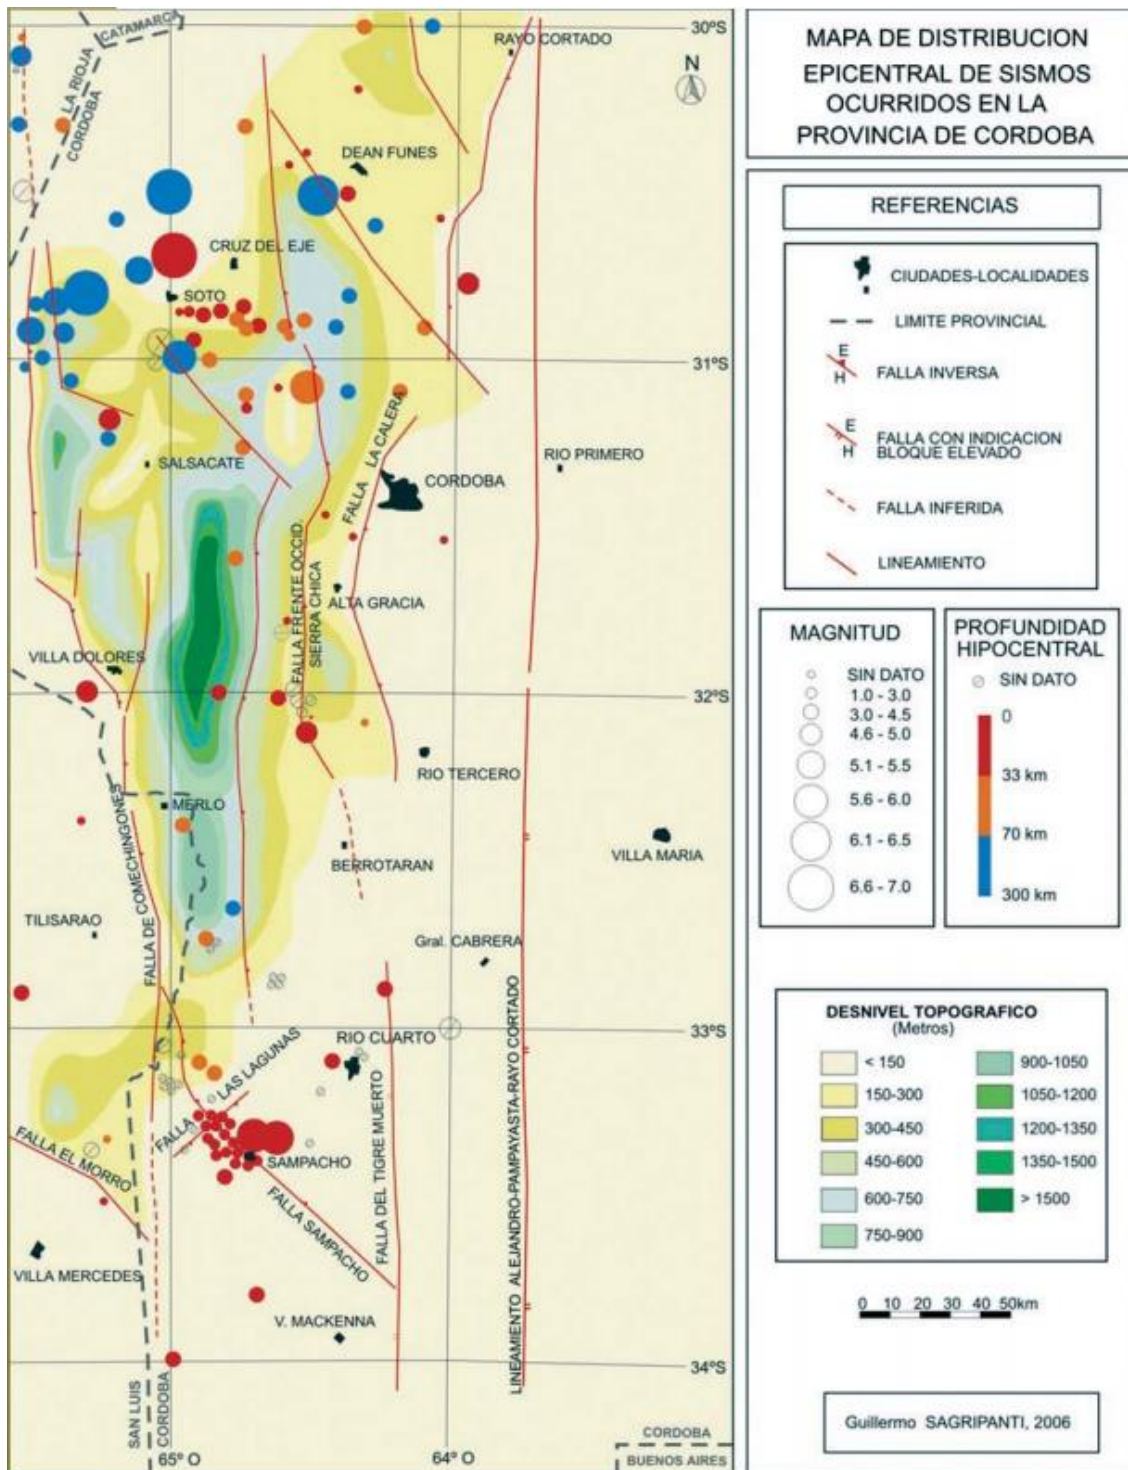 MAPA DE DISTRIBUCION
EPICENTRAL DE SISMOS
OCURRIDOS EN LA
PROVINCIA DE CORDOBA
REFERENCIAS
CIUDADES-LOCALIDADES
LIMITE PROVINCIAL
E
H
FALLA INVERSA
E
H
FALLA CON INDICACION
BLOQUE ELEVADO
FALLA INFERIDA
LINEAMIENTO
MAGNITUD
SIN DATO
1.0 - 3.0
3.0 - 4.5
4.6 - 5.0
5.1 - 5.5
5.6 - 6.0
6.1 - 6.5
6.6 - 7.0
PROFUNDIDAD
HIPOCENTRAL
SIN DATO
0
33 km
70 km
300 km
DESNIVEL TOPOGRAFICO
(Metros)
< 150
150-300
300-450
450-600
600-750
750-900
900-1050
1050-1200
1200-1350
1350-1500
> 1500
0 10 20 30 40 50km
Guillermo SAGRIPANTI, 2006
CATAMARCA
LA RIOJA
CORDOBA
RAYO CORTADO
30ºS
N
DEAN FUNES
CRUZ DEL EJE
SOTO
31ºS
FALLA LA CALERA
SALSACATE
CORDOBA
RIO PRIMERO
FALLA FRENTE OCCID.
SIERRA CHICA
ALTA GRACIA
VILLA DOLORES
32ºS
RIO TERCERO
MERLO
FALLA DE COMECHINGONES
BERROTARAN
VILLA MARIA
TILISARAO
Gral. CABRERA
33ºS
RIO CUARTO
FALLA LAS LAGUNAS
FALLA DEL TIGRE MUERTO
LINEAMIENTO ALEJANDRO-PAMPAYASTA-RAYO CORTADO
FALLA EL MORRO
SAMPACHO
FALLA SAMPACHO
VILLA MERCEDES
V. MACKENNA
34ºS
SAN LUIS
CORDOBA
65º O
64º O
CORDOBA
BUENOS AIRES